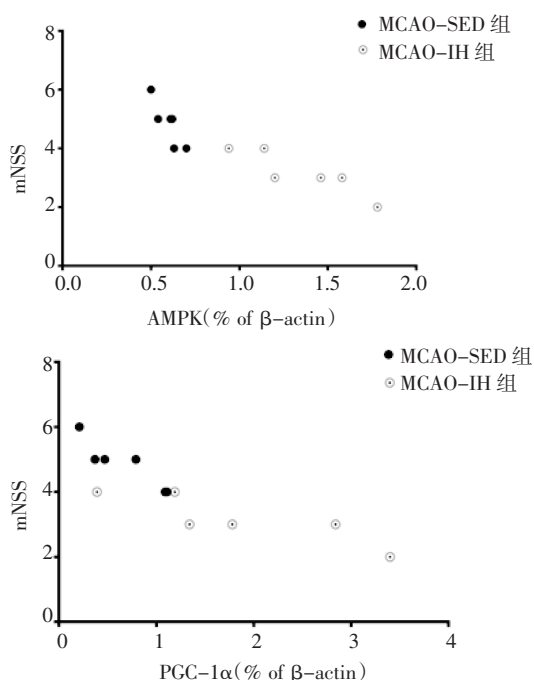 8
6
4
2
0
mNSS
MCAO-SED 组
MCAO-IH 组
0.0 0.5 1.0 1.5 2.0
AMPK(% of β-actin)
8
6
4
2
0
mNSS
MCAO-SED 组
MCAO-IH 组
0 1 2 3 4
PGC-1α(% of β-actin)